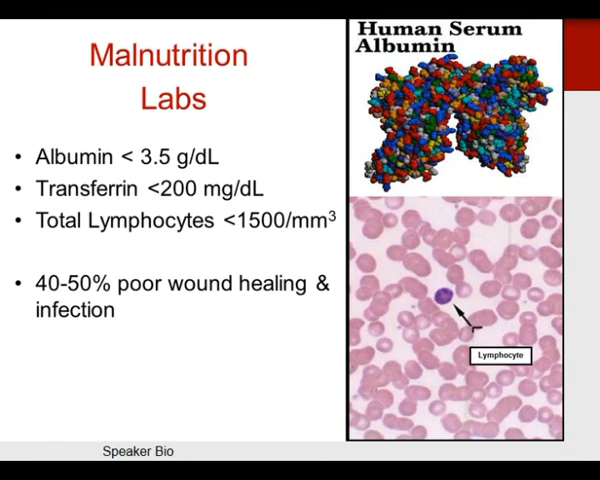 Malnutrition
Labs
• Albumin < 3.5 g/dL
• Transferrin <200 mg/dL
• Total Lymphocytes <1500/mm³
• 40-50% poor wound healing &
infection
Human Serum
Albumin
Lymphocyte
Speaker Bio